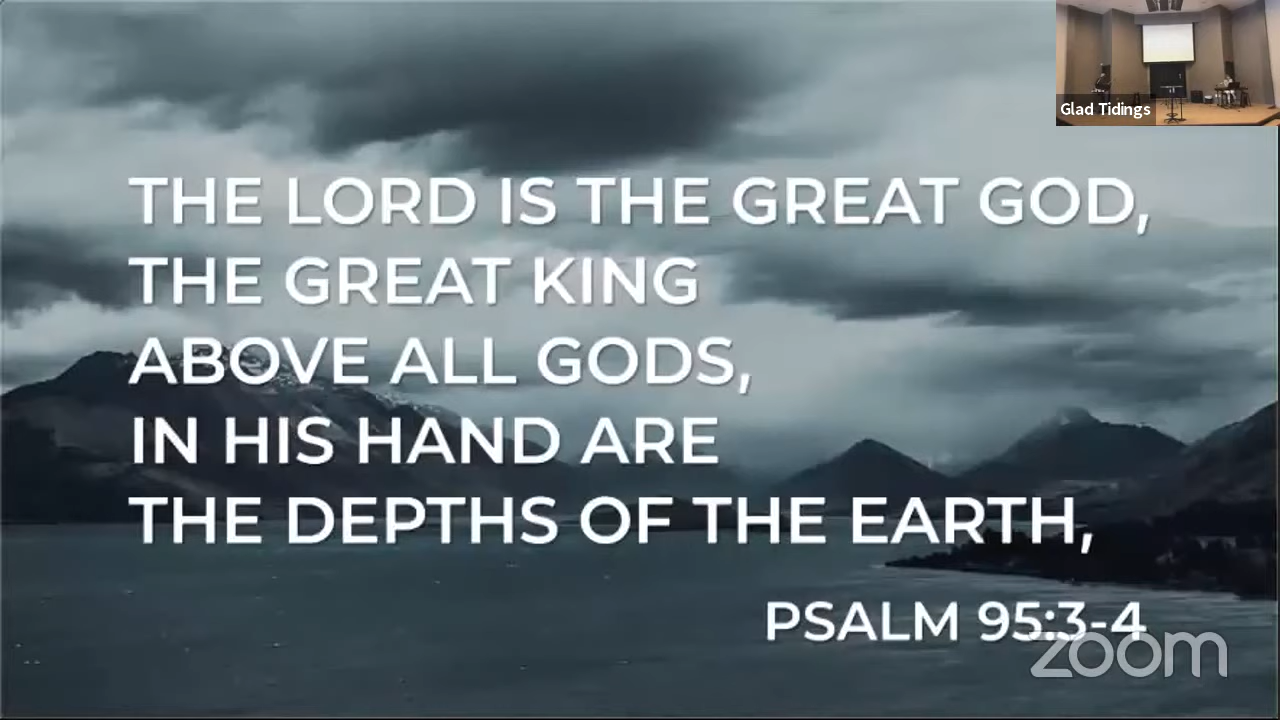 Glad Tidings
THE LORD IS THE GREAT GOD,
THE GREAT KING
ABOVE ALL GODS,
IN HIS HAND ARE
THE DEPTHS OF THE EARTH,
PSALM 95:3-4
zoom